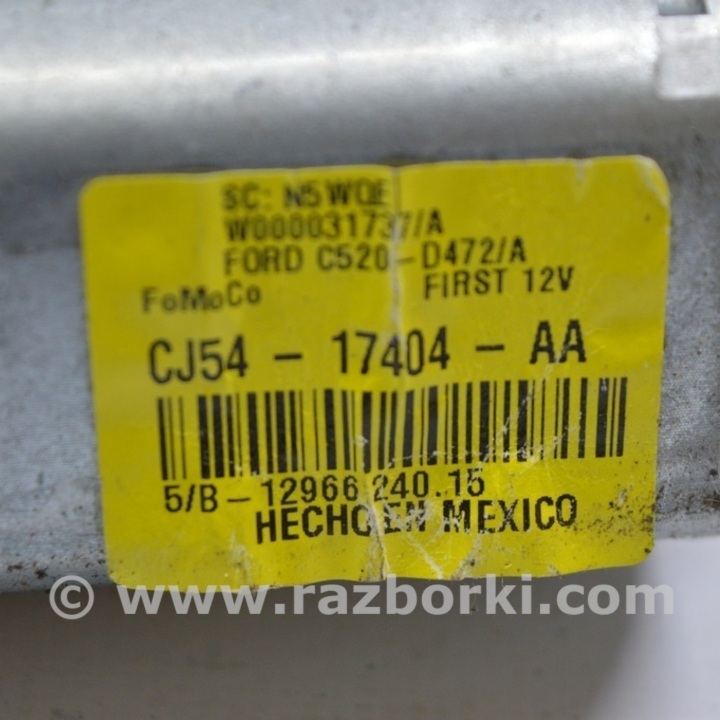 SC: N5WQE
W000031737/A
FORD C520-D472/A
FoMoCo FIRST 12V
CJ54 - 17404 - AA
5/B-12966 240.15
HECHO EN MEXICO
© www.razborki.com